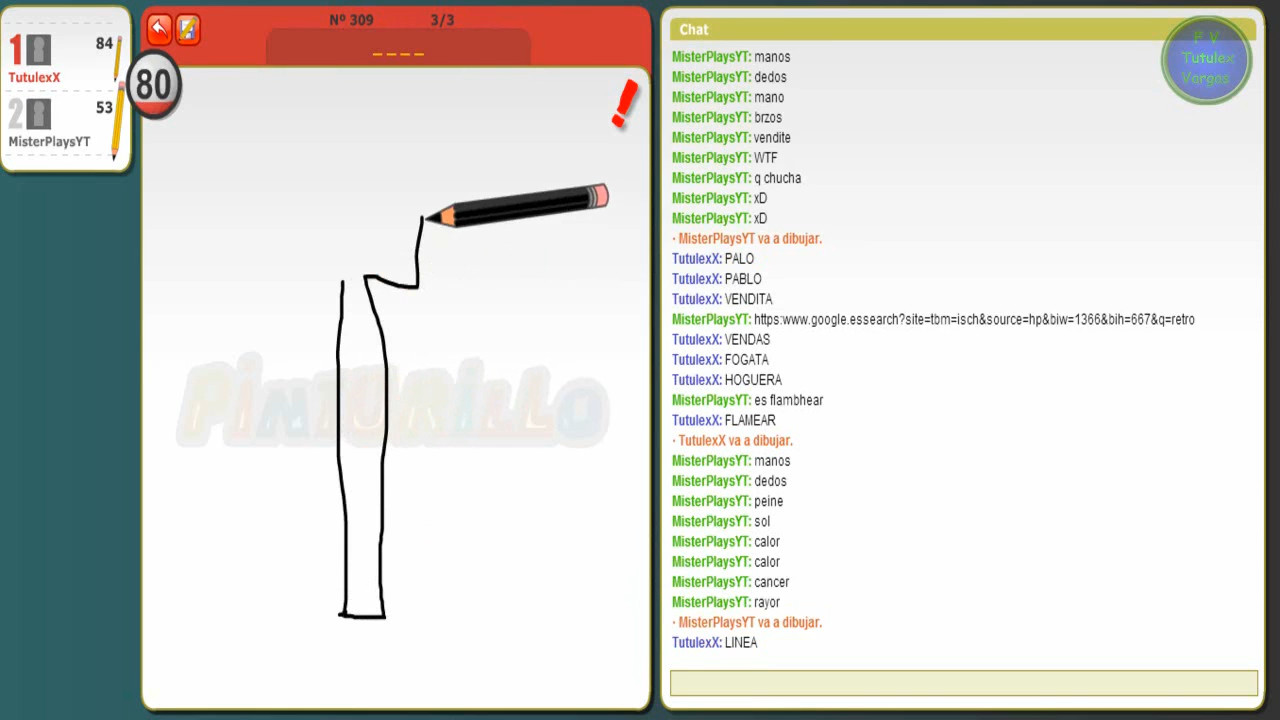 1
84
TutulexX
2
53
MisterPlaysYT
80
Nº 309
3/3
Pinturillo
Chat
P V
Tutulex
Vargas
MisterPlaysYT: manos
MisterPlaysYT: dedos
MisterPlaysYT: mano
MisterPlaysYT: brzos
MisterPlaysYT: vendite
MisterPlaysYT: WTF
MisterPlaysYT: q chucha
MisterPlaysYT: xD
MisterPlaysYT: xD
· MisterPlaysYT va a dibujar.
TutulexX: PALO
TutulexX: PABLO
TutulexX: VENDITA
MisterPlaysYT: https:www.google.essearch?site=tbm=isch&source=hp&biw=1366&bih=667&q=retro
TutulexX: VENDAS
TutulexX: FOGATA
TutulexX: HOGUERA
MisterPlaysYT: es flambhear
TutulexX: FLAMEAR
· TutulexX va a dibujar.
MisterPlaysYT: manos
MisterPlaysYT: dedos
MisterPlaysYT: peine
MisterPlaysYT: sol
MisterPlaysYT: calor
MisterPlaysYT: calor
MisterPlaysYT: cancer
MisterPlaysYT: rayor
· MisterPlaysYT va a dibujar.
TutulexX: LINEA